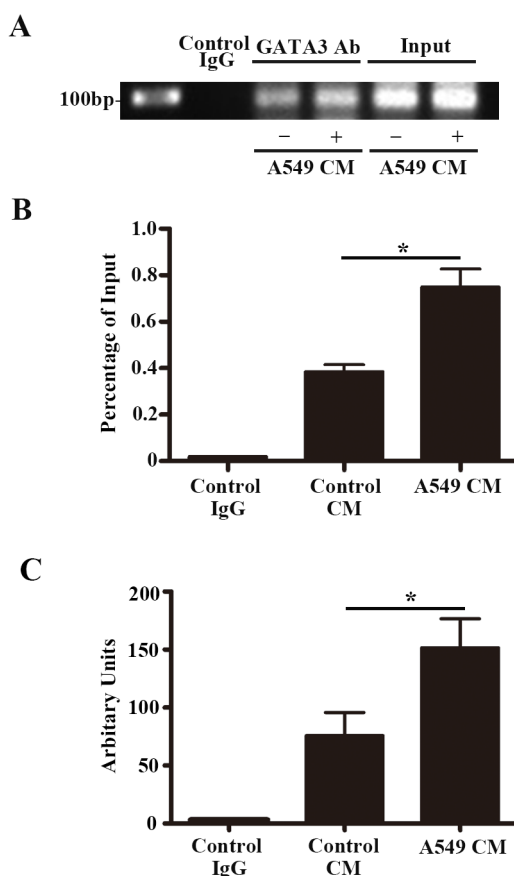 A
Control
IgG
GATA3 Ab
Input
100bp
− + − +
A549 CM
A549 CM
B
Percentage of Input
1.0
0.8
0.6
0.4
0.2
0
*
Control
IgG
Control
CM
A549 CM
C
Arbitary Units
200
150
100
50
0
*
Control
IgG
Control
CM
A549 CM